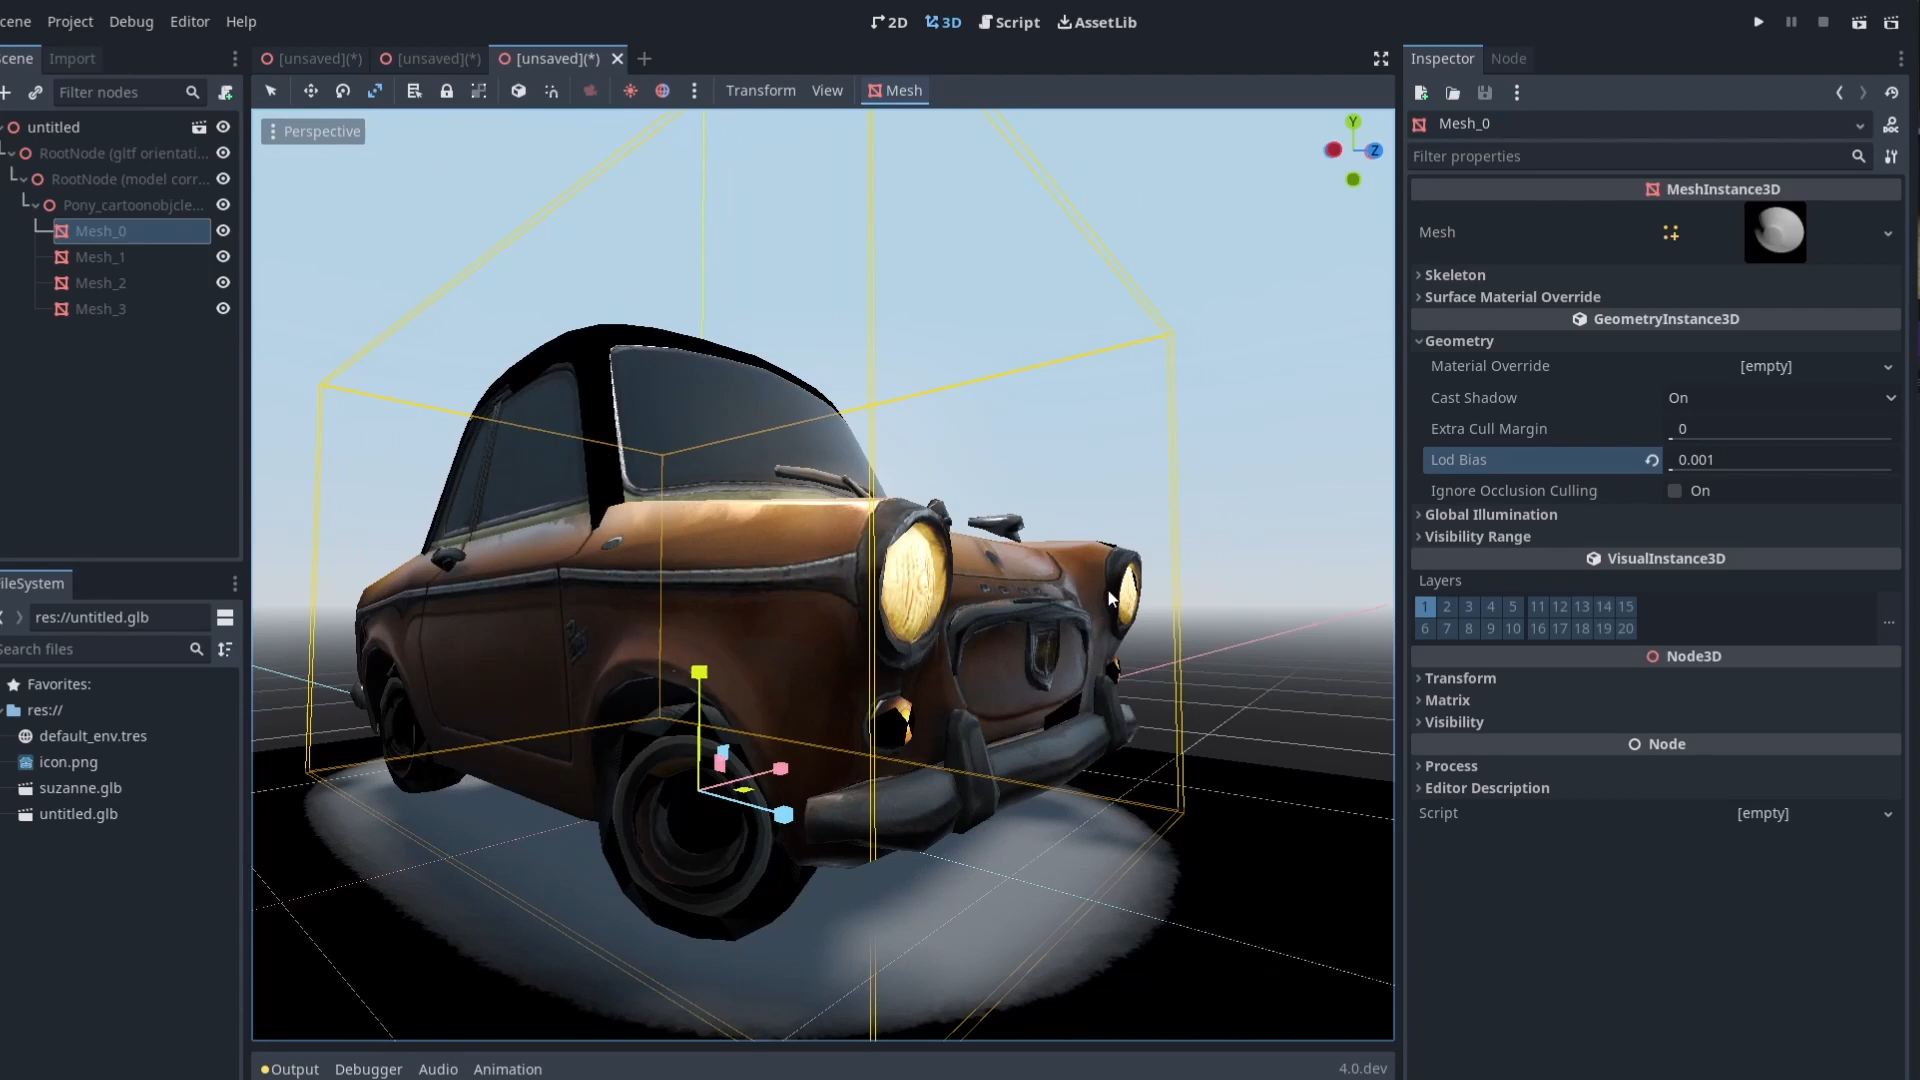 cene Project Debug Editor Help
2D 3D Script AssetLib
cene Import
[unsaved](*) [unsaved](*) [unsaved](*)
Inspector Node
Filter nodes
Transform View Mesh
Perspective
Y
Z
untitled
RootNode (gltf orientati...
RootNode (model corr...
Pony_cartoonobjcle...
Mesh_0
Mesh_1
Mesh_2
Mesh_3
ileSystem
res://untitled.glb
Search files
Favorites:
res://
default_env.tres
icon.png
suzanne.glb
untitled.glb
Output Debugger Audio Animation
4.0.dev
Mesh_0
Filter properties
MeshInstance3D
Mesh
Skeleton
Surface Material Override
GeometryInstance3D
Geometry
Material Override [empty]
Cast Shadow On
Extra Cull Margin 0
Lod Bias 0.001
Ignore Occlusion Culling On
Global Illumination
Visibility Range
VisualInstance3D
Layers
1 2 3 4 5 11 12 13 14 15
6 7 8 9 10 16 17 18 19 20
...
Node3D
Transform
Matrix
Visibility
Node
Process
Editor Description
Script [empty]